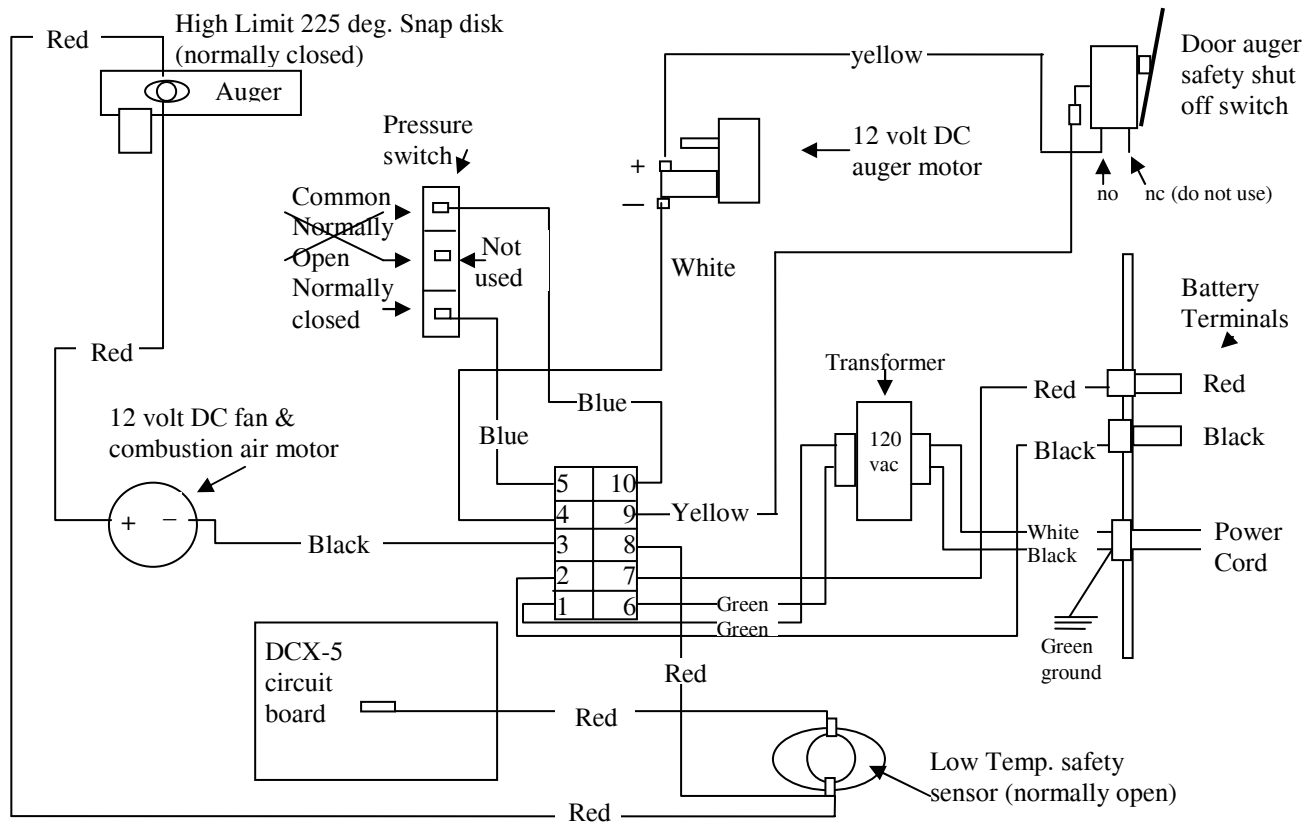 High Limit 225 deg. Snap disk
(normally closed)
Red
Auger
yellow
Door auger
safety shut
off switch
Pressure
switch
+
—
12 volt DC
auger motor
no
nc (do not use)
Common
Normally
Open
Not
used
Normally
closed
White
Battery
Terminals
Red
Transformer
Red
Red
Black
Black
12 volt DC fan &
combustion air motor
Blue
Blue
120
vac
+
–
5
10
4
9
Yellow
3
8
2
7
1
6
Black
White
Black
Power
Cord
Green
Green
Green
ground
DCX-5
circuit
board
Red
Red
Low Temp. safety
sensor (normally open)
Red